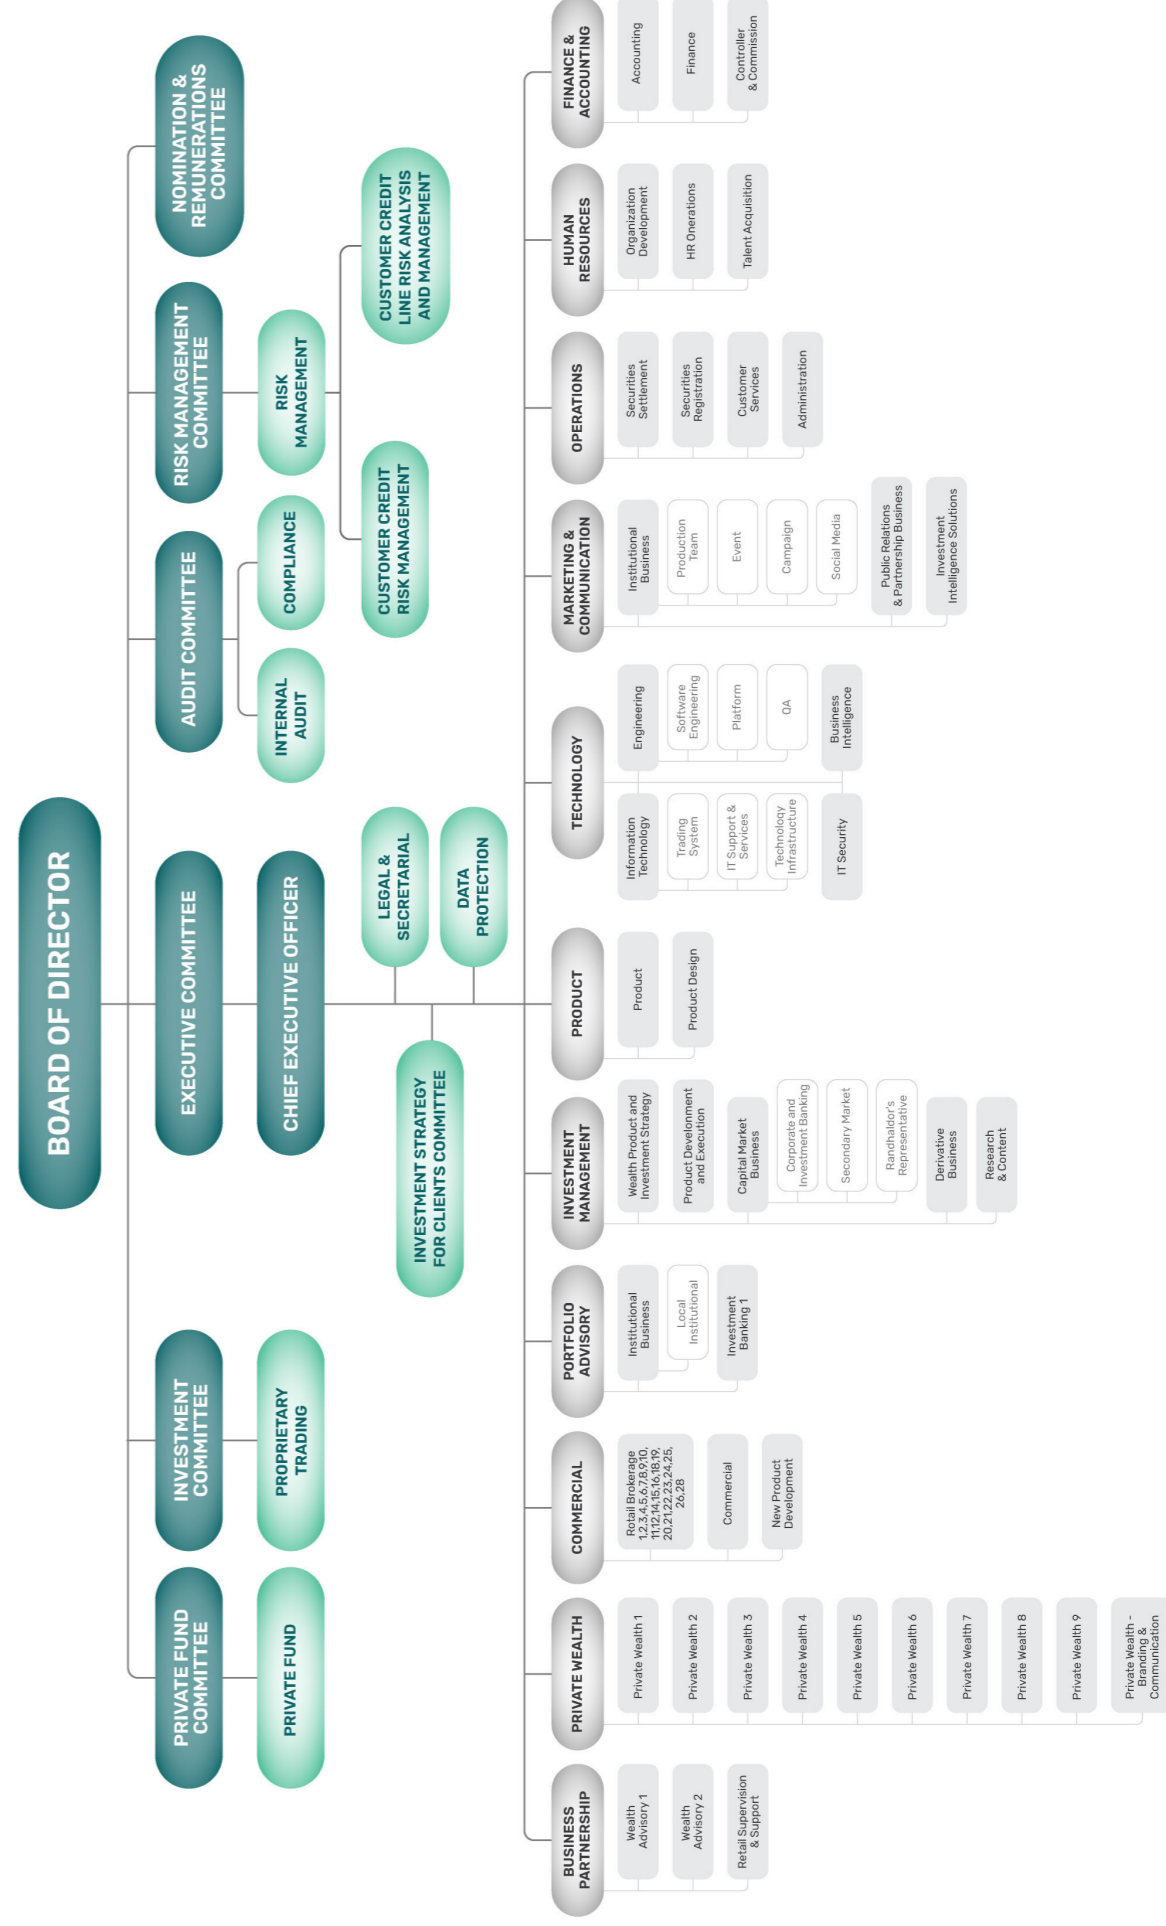 BOARD OF DIRECTOR
PRIVATE FUND
COMMITTEE
INVESTMENT
COMMITTEE
EXECUTIVE COMMITTEE
AUDIT COMMITTEE
RISK MANAGEMENT
COMMITTEE
NOMINATION &
REMUNERATIONS
COMMITTEE
PRIVATE FUND
PROPRIETARY
TRADING
CHIEF EXECUTIVE OFFICER
INTERNAL
AUDIT
COMPLIANCE
RISK
MANAGEMENT
LEGAL &
SECRETARIAL
CUSTOMER CREDIT
RISK MANAGEMENT
CUSTOMER CREDIT
LINE RISK ANALYSIS
AND MANAGEMENT
INVESTMENT STRATEGY
FOR CLIENTS COMMITTEE
DATA
PROTECTION
BUSINESS
PARTNERSHIP
Wealth
Advisory 1
Wealth
Advisory 2
Retail Supervision
& Support
PRIVATE WEALTH
Private Wealth 1
Private Wealth 2
Private Wealth 3
Private Wealth 4
Private Wealth 5
Private Wealth 6
Private Wealth 7
Private Wealth 8
Private Wealth 9
Private Wealth -
Branding &
Communication
COMMERCIAL
Rotail Brokerage
1,2,3,4,5,6,7,8,9,10,
11,12,14,15,16,18,19,
20,21,22,23,24,25,
26,28
Commercial
New Product
Development
PORTFOLIO
ADVISORY
Institutional
Business
Local
Institutional
Investment
Banking 1
INVESTMENT
MANAGEMENT
Wealth Product and
Investment Strategy
Product Develonment
and Execution
Capital Market
Business
Corporate and
Investment Banking
Secondary Market
Randhaldor's
Representative
Derivative
Business
Research
& Content
PRODUCT
Product
Product Design
TECHNOLOGY
Information
Technology
Trading
System
IT Support &
Services
Technology
Infrastructure
IT Security
Engineering
Software
Engineering
Platform
QA
Business
Intelligence
MARKETING &
COMMUNICATION
Institutional
Business
Production
Team
Event
Campaign
Social Media
Public Relations
& Partnership Business
Investment
Intelligence Solutions
OPERATIONS
Securities
Settlement
Securities
Registration
Customer
Services
Administration
HUMAN
RESOURCES
Organization
Development
HR Onerations
Talent Acquisition
FINANCE &
ACCOUNTING
Accounting
Finance
Controller
& Commission